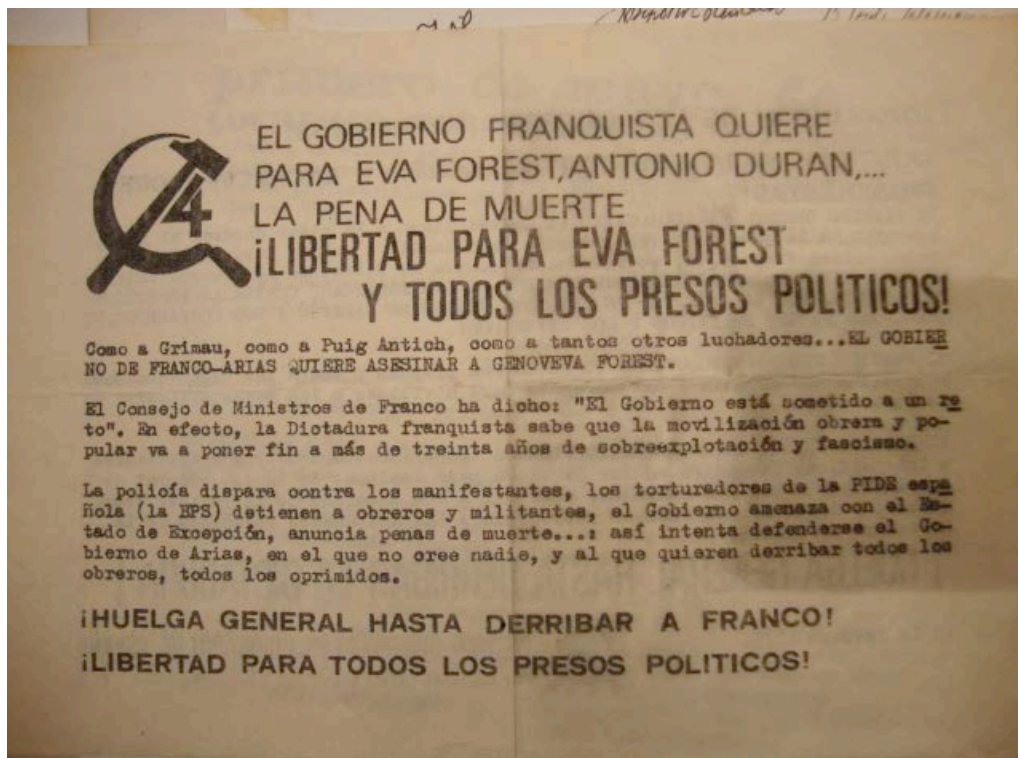 4
EL GOBIERNO FRANQUISTA QUIERE
PARA EVA FOREST, ANTONIO DURAN,...
LA PENA DE MUERTE
¡LIBERTAD PARA EVA FOREST
Y TODOS LOS PRESOS POLITICOS!
Como a Grimau, como a Puig Antich, como a tantos otros luchadores...EL GOBIER
NO DE FRANCO-ARIAS QUIERE ASESINAR A GENOVEVA FOREST.
El Consejo de Ministros de Franco ha dicho: "El Gobierno está sometido a un re
to". En efecto, la Dictadura franquista sabe que la movilización obrera y po-
pular va a poner fin a más de treinta años de sobreexplotación y fascismo.
La policía dispara contra los manifestantes, los torturadores de la PIDE espa
ñola (la BPS) detienen a obreros y militantes, el Gobierno amenaza con el Es-
tado de Excepción, anuncia penas de muerte...: así intenta defenderse el Go-
bierno de Arias, en el que no cree nadie, y al que quieren derribar todos los
obreros, todos los oprimidos.
¡HUELGA GENERAL HASTA DERRIBAR A FRANCO!
¡LIBERTAD PARA TODOS LOS PRESOS POLITICOS!